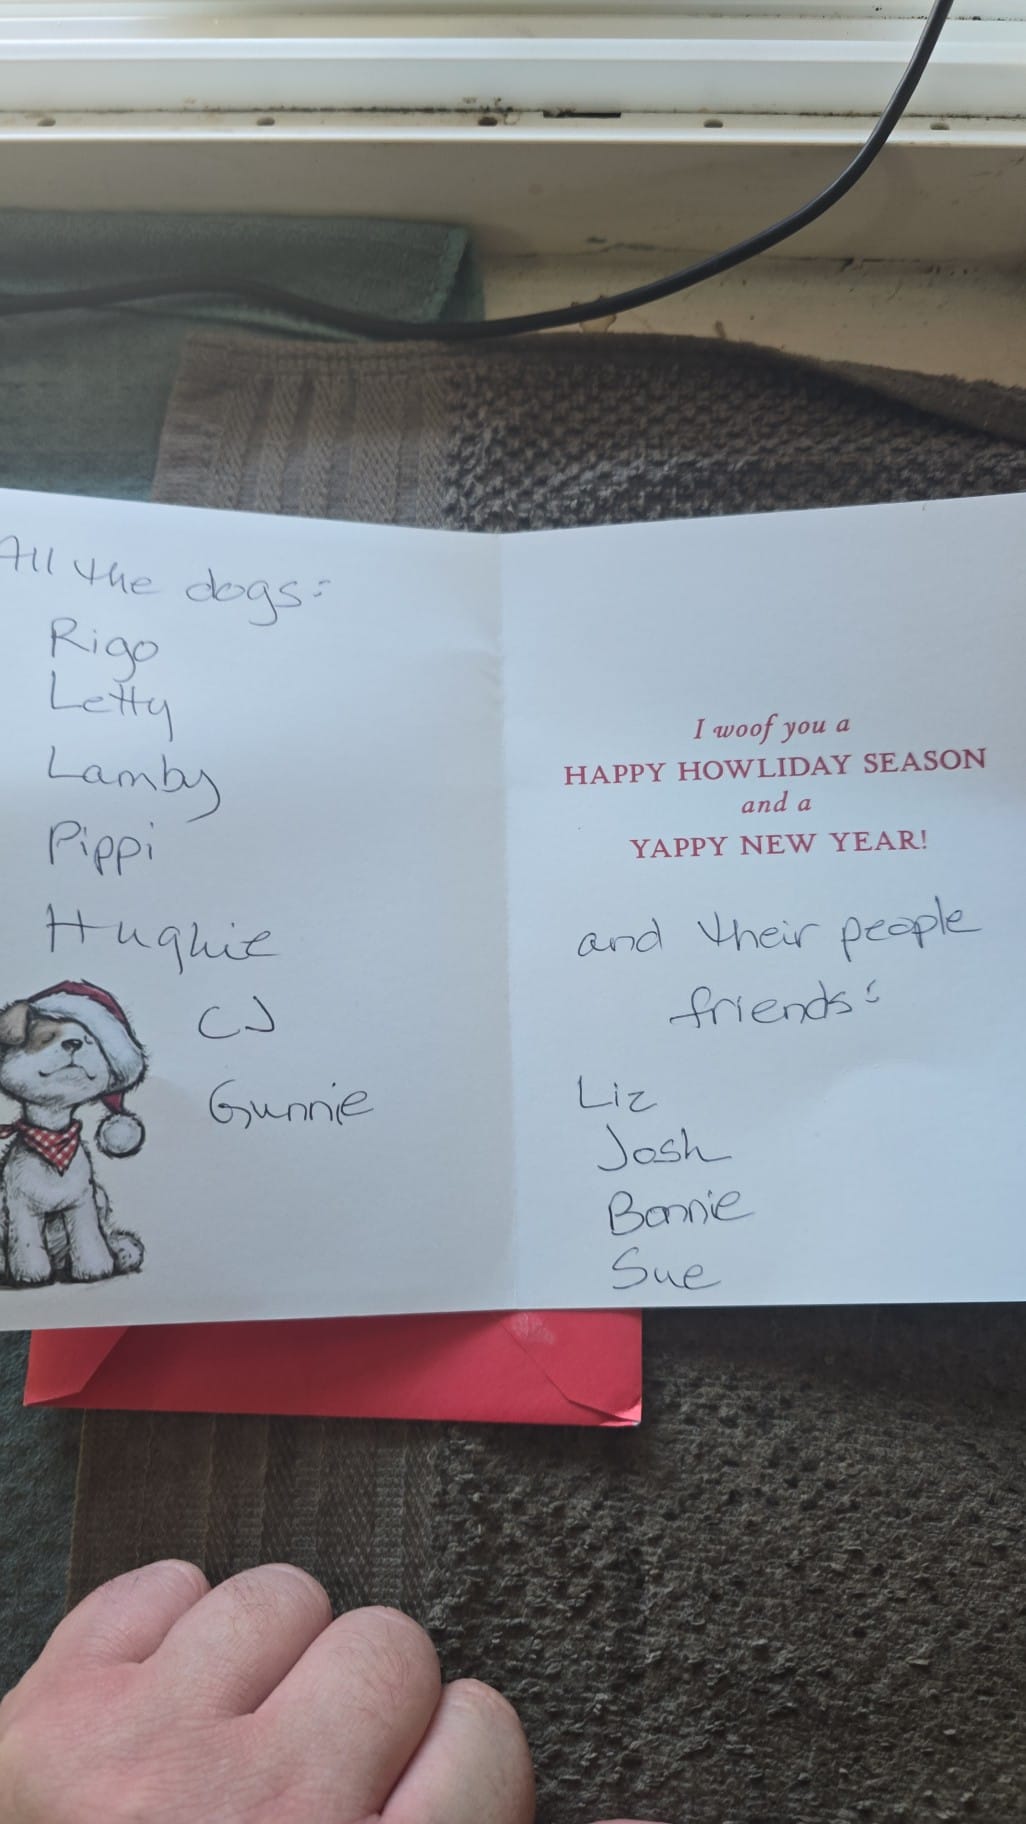 All the dogs:
Rigo
Letty
Lamby
Pippi
Hughie
CJ
Gunnie
I woof you a
HAPPY HOWLIDAY SEASON
and a
YAPPY NEW YEAR!
and their people
friends:
Liz
Josh
Bonnie
Sue